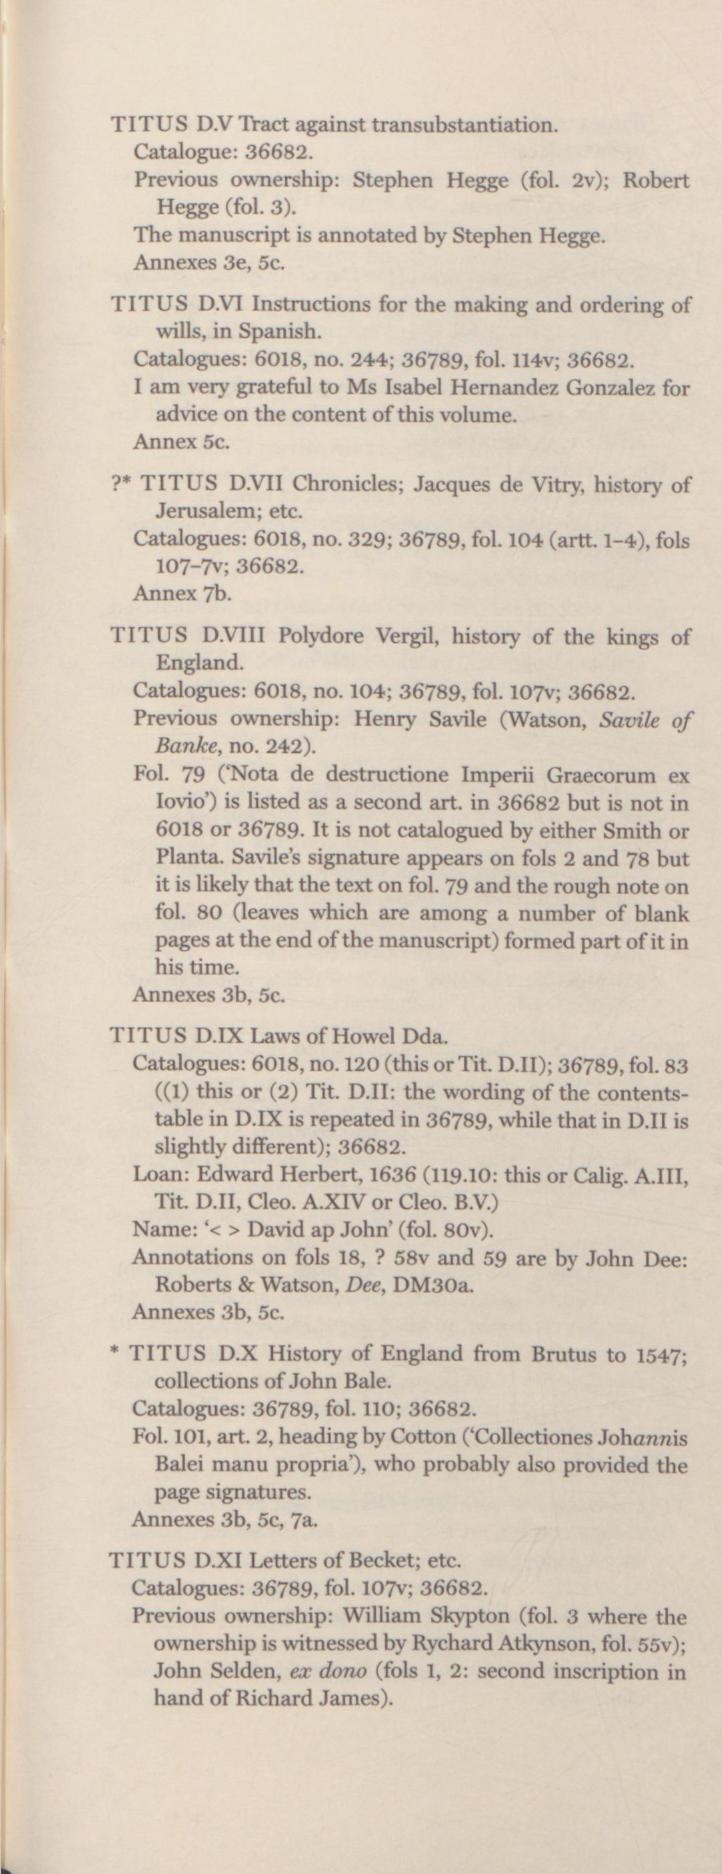 TITUS D.V Tract against transubstantiation.
Catalogue: 36682.
Previous ownership: Stephen Hegge (fol. 2v); Robert
Hegge (fol. 3).
The manuscript is annotated by Stephen Hegge.
Annexes 3e, 5c.
TITUS D.VI Instructions for the making and ordering of
wills, in Spanish.
Catalogues: 6018, no. 244; 36789, fol. 114v; 36682.
I am very grateful to Ms Isabel Hernandez Gonzalez for
advice on the content of this volume.
Annex 5c.
?* TITUS D.VII Chronicles; Jacques de Vitry, history of
Jerusalem; etc.
Catalogues: 6018, no. 329; 36789, fol. 104 (artt. 1–4), fols
107–7v; 36682.
Annex 7b.
TITUS D.VIII Polydore Vergil, history of the kings of
England.
Catalogues: 6018, no. 104; 36789, fol. 107v; 36682.
Previous ownership: Henry Savile (Watson, Savile of
Banke, no. 242).
Fol. 79 (‘Nota de destructione Imperii Graecorum ex
Iovio’) is listed as a second art. in 36682 but is not in
6018 or 36789. It is not catalogued by either Smith or
Planta. Savile’s signature appears on fols 2 and 78 but
it is likely that the text on fol. 79 and the rough note on
fol. 80 (leaves which are among a number of blank
pages at the end of the manuscript) formed part of it in
his time.
Annexes 3b, 5c.
TITUS D.IX Laws of Howel Dda.
Catalogues: 6018, no. 120 (this or Tit. D.II); 36789, fol. 83
((1) this or (2) Tit. D.II: the wording of the contents-
table in D.IX is repeated in 36789, while that in D.II is
slightly different); 36682.
Loan: Edward Herbert, 1636 (119.10: this or Calig. A.III,
Tit. D.II, Cleo. A.XIV or Cleo. B.V.)
Name: ‘< > David ap John’ (fol. 80v).
Annotations on fols 18, ? 58v and 59 are by John Dee:
Roberts & Watson, Dee, DM30a.
Annexes 3b, 5c.
* TITUS D.X History of England from Brutus to 1547;
collections of John Bale.
Catalogues: 36789, fol. 110; 36682.
Fol. 101, art. 2, heading by Cotton (‘Collectiones Johannis
Balei manu propria’), who probably also provided the
page signatures.
Annexes 3b, 5c, 7a.
TITUS D.XI Letters of Becket; etc.
Catalogues: 36789, fol. 107v; 36682.
Previous ownership: William Skypton (fol. 3 where the
ownership is witnessed by Rychard Atkynson, fol. 55v);
John Selden, ex dono (fols 1, 2: second inscription in
hand of Richard James).